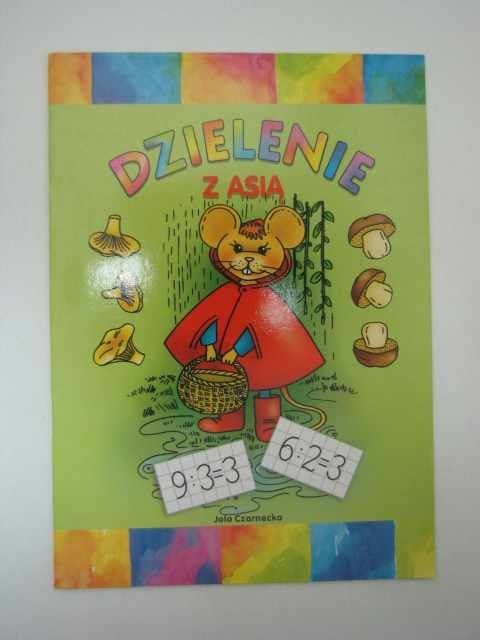 DZIELENIE
Z ASIĄ
9:3=3
6:2=3
Jola Czarnecka